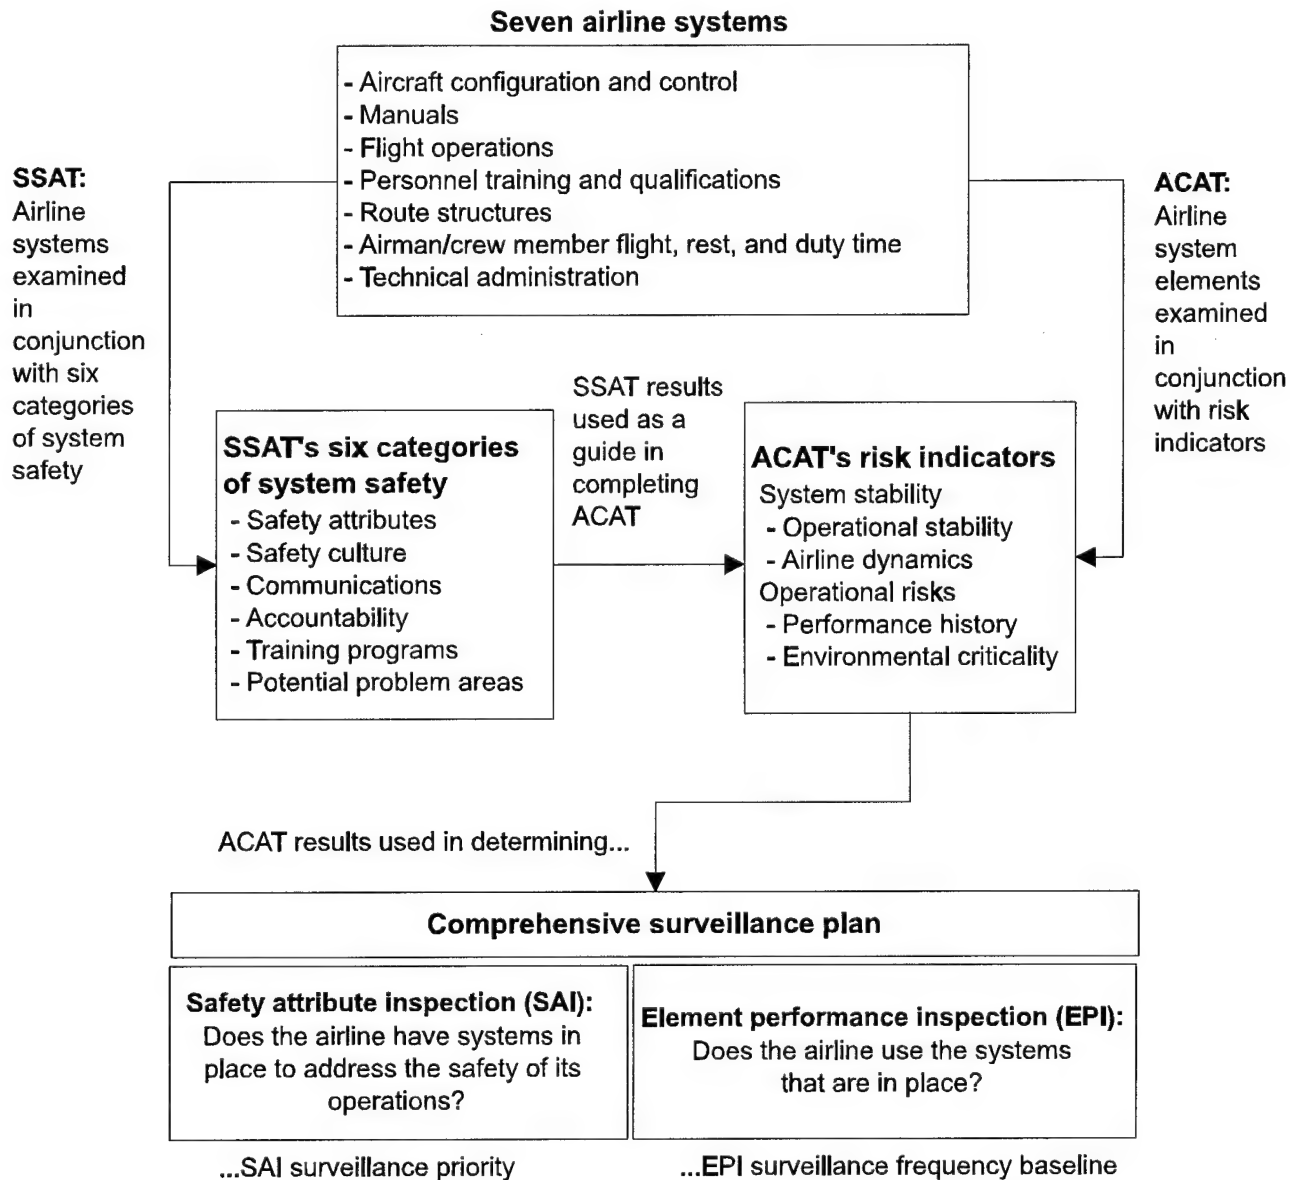 Seven airline systems
- Aircraft configuration and control
- Manuals
- Flight operations
- Personnel training and qualifications
- Route structures
- Airman/crew member flight, rest, and duty time
- Technical administration
SSAT:
Airline
systems
examined
in
conjunction
with six
categories
of system
safety
ACAT:
Airline
system
elements
examined
in
conjunction
with risk
indicators
SSAT's six categories
of system safety
- Safety attributes
- Safety culture
- Communications
- Accountability
- Training programs
- Potential problem areas
SSAT results
used as a
guide in
completing
ACAT
ACAT's risk indicators
System stability
- Operational stability
- Airline dynamics
Operational risks
- Performance history
- Environmental criticality
ACAT results used in determining...
Comprehensive surveillance plan
Safety attribute inspection (SAI):
Does the airline have systems in
place to address the safety of its
operations?
Element performance inspection (EPI):
Does the airline use the systems
that are in place?
...SAI surveillance priority
...EPI surveillance frequency baseline